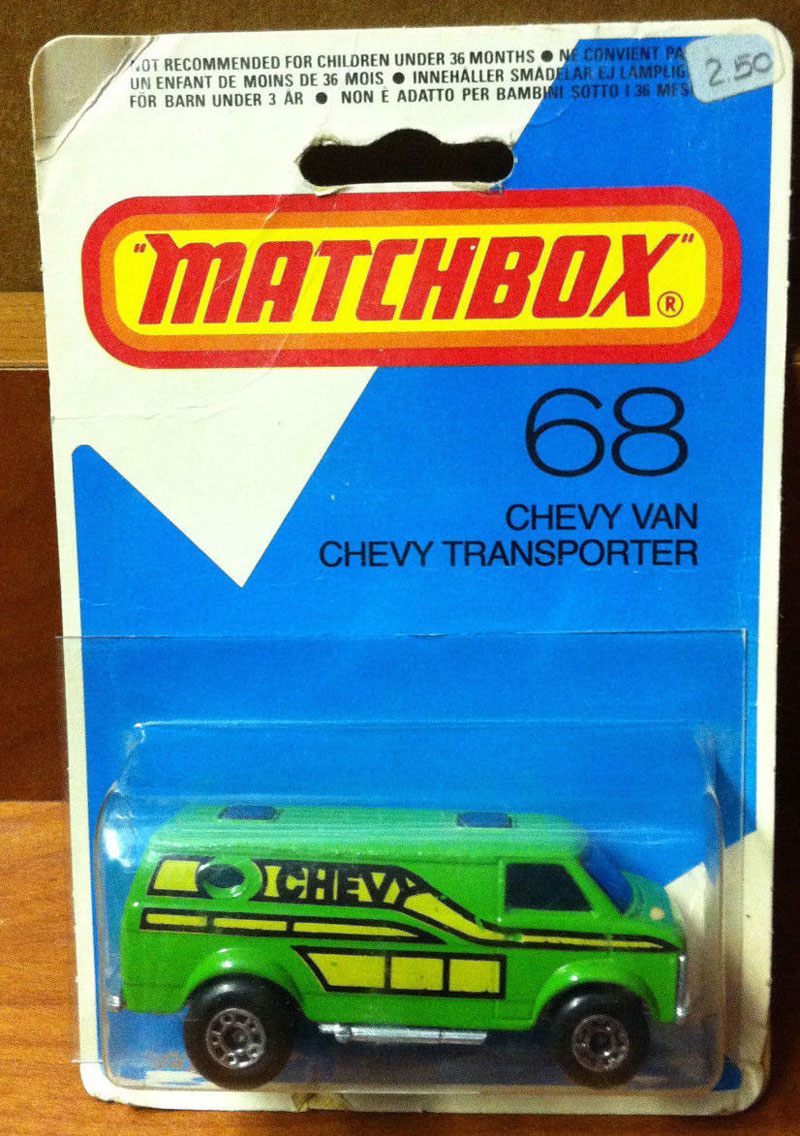 NOT RECOMMENDED FOR CHILDREN UNDER 36 MONTHS ● NE CONVIENT PA
UN ENFANT DE MOINS DE 36 MOIS ● INNEHÅLLER SMÅDELAR EJ LÄMPLIG
FÖR BARN UNDER 3 ÅR ● NON È ADATTO PER BAMBINI SOTTO I 36 MES
2.50
"MATCHBOX"®
68
CHEVY VAN
CHEVY TRANSPORTER
CHEVY